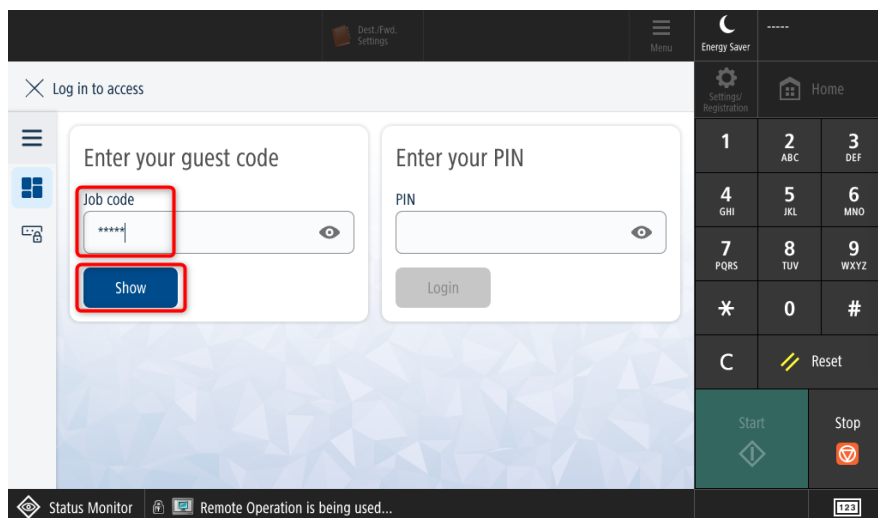 Dest./Fwd.
Settings
Menu
Energy Saver
-----
Log in to access
Settings/
Registration
Home
Enter your guest code
Job code
*****
Show
Enter your PIN
PIN
Login
1
2
ABC
3
DEF
4
GHI
5
JKL
6
MNO
7
PQRS
8
TUV
9
WXYZ
*
0
#
C
Reset
Start
Stop
Status Monitor
Remote Operation is being used...
123